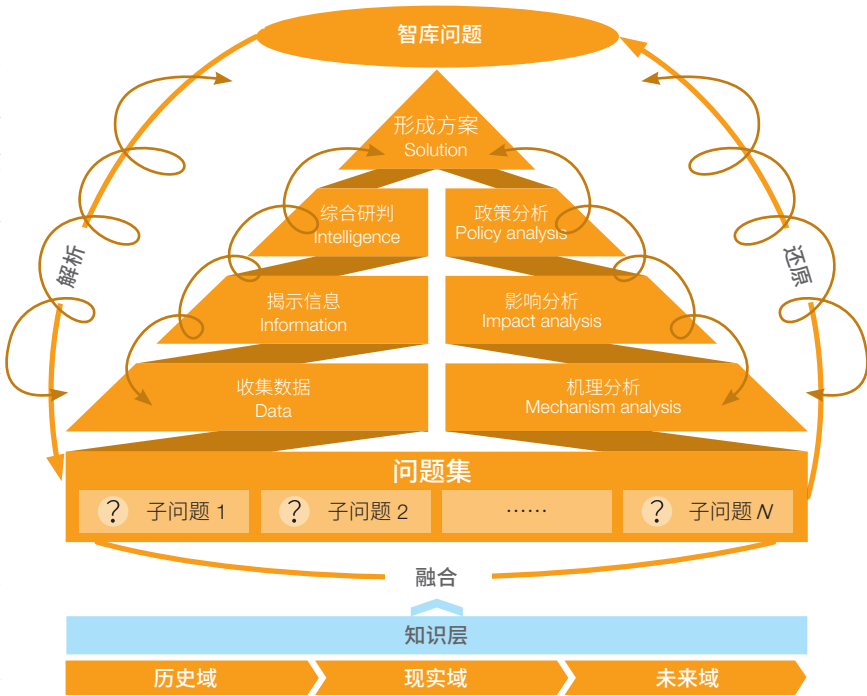 智库问题
形成方案
Solution
综合研判
Intelligence
政策分析
Policy analysis
解析
还原
揭示信息
Information
影响分析
Impact analysis
收集数据
Data
机理分析
Mechanism analysis
问题集
? 子问题 1
? 子问题 2
……
? 子问题 N
融合
知识层
历史域
现实域
未来域